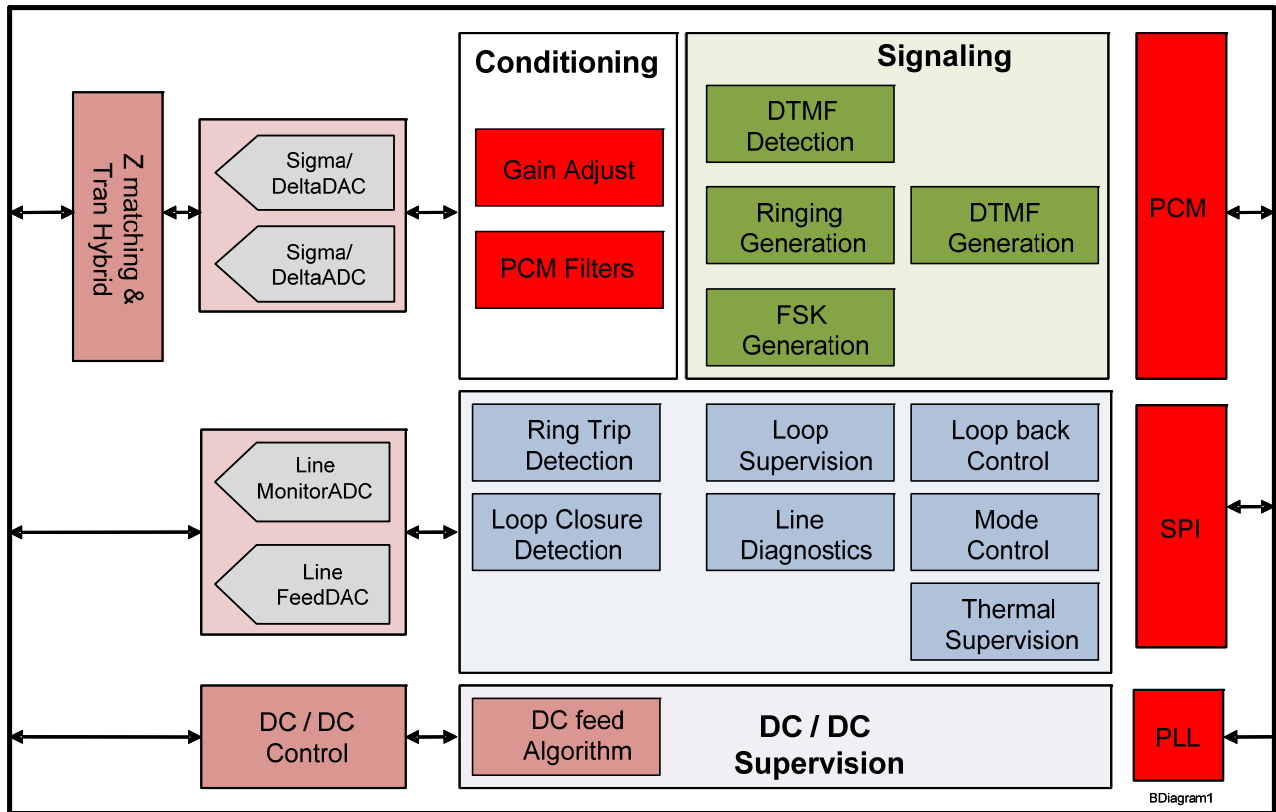 Conditioning
Signaling
Z matching &
Tran Hybrid
Sigma/
DeltaDAC
Sigma/
DeltaADC
Gain Adjust
PCM Filters
DTMF
Detection
Ringing
Generation
DTMF
Generation
FSK
Generation
PCM
Line
MonitorADC
Line
FeedDAC
Ring Trip
Detection
Loop
Supervision
Loop back
Control
Loop Closure
Detection
Line
Diagnostics
Mode
Control
Thermal
Supervision
SPI
DC / DC
Control
DC feed
Algorithm
DC / DC
Supervision
PLL
BDiagram1